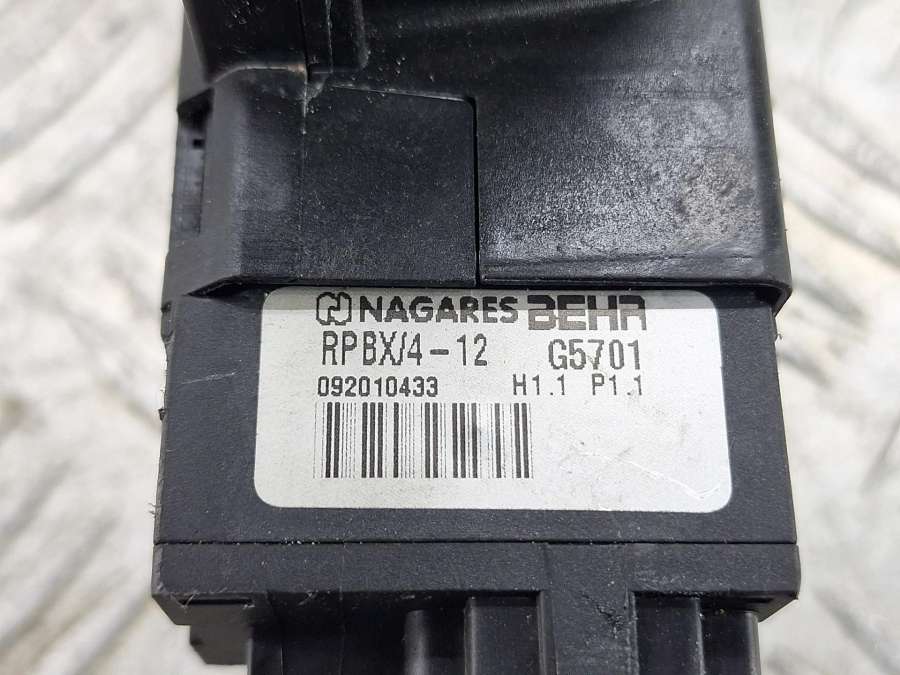 NAGARES BEHR
RPBX/4-12 G5701
092010433 H1.1 P1.1